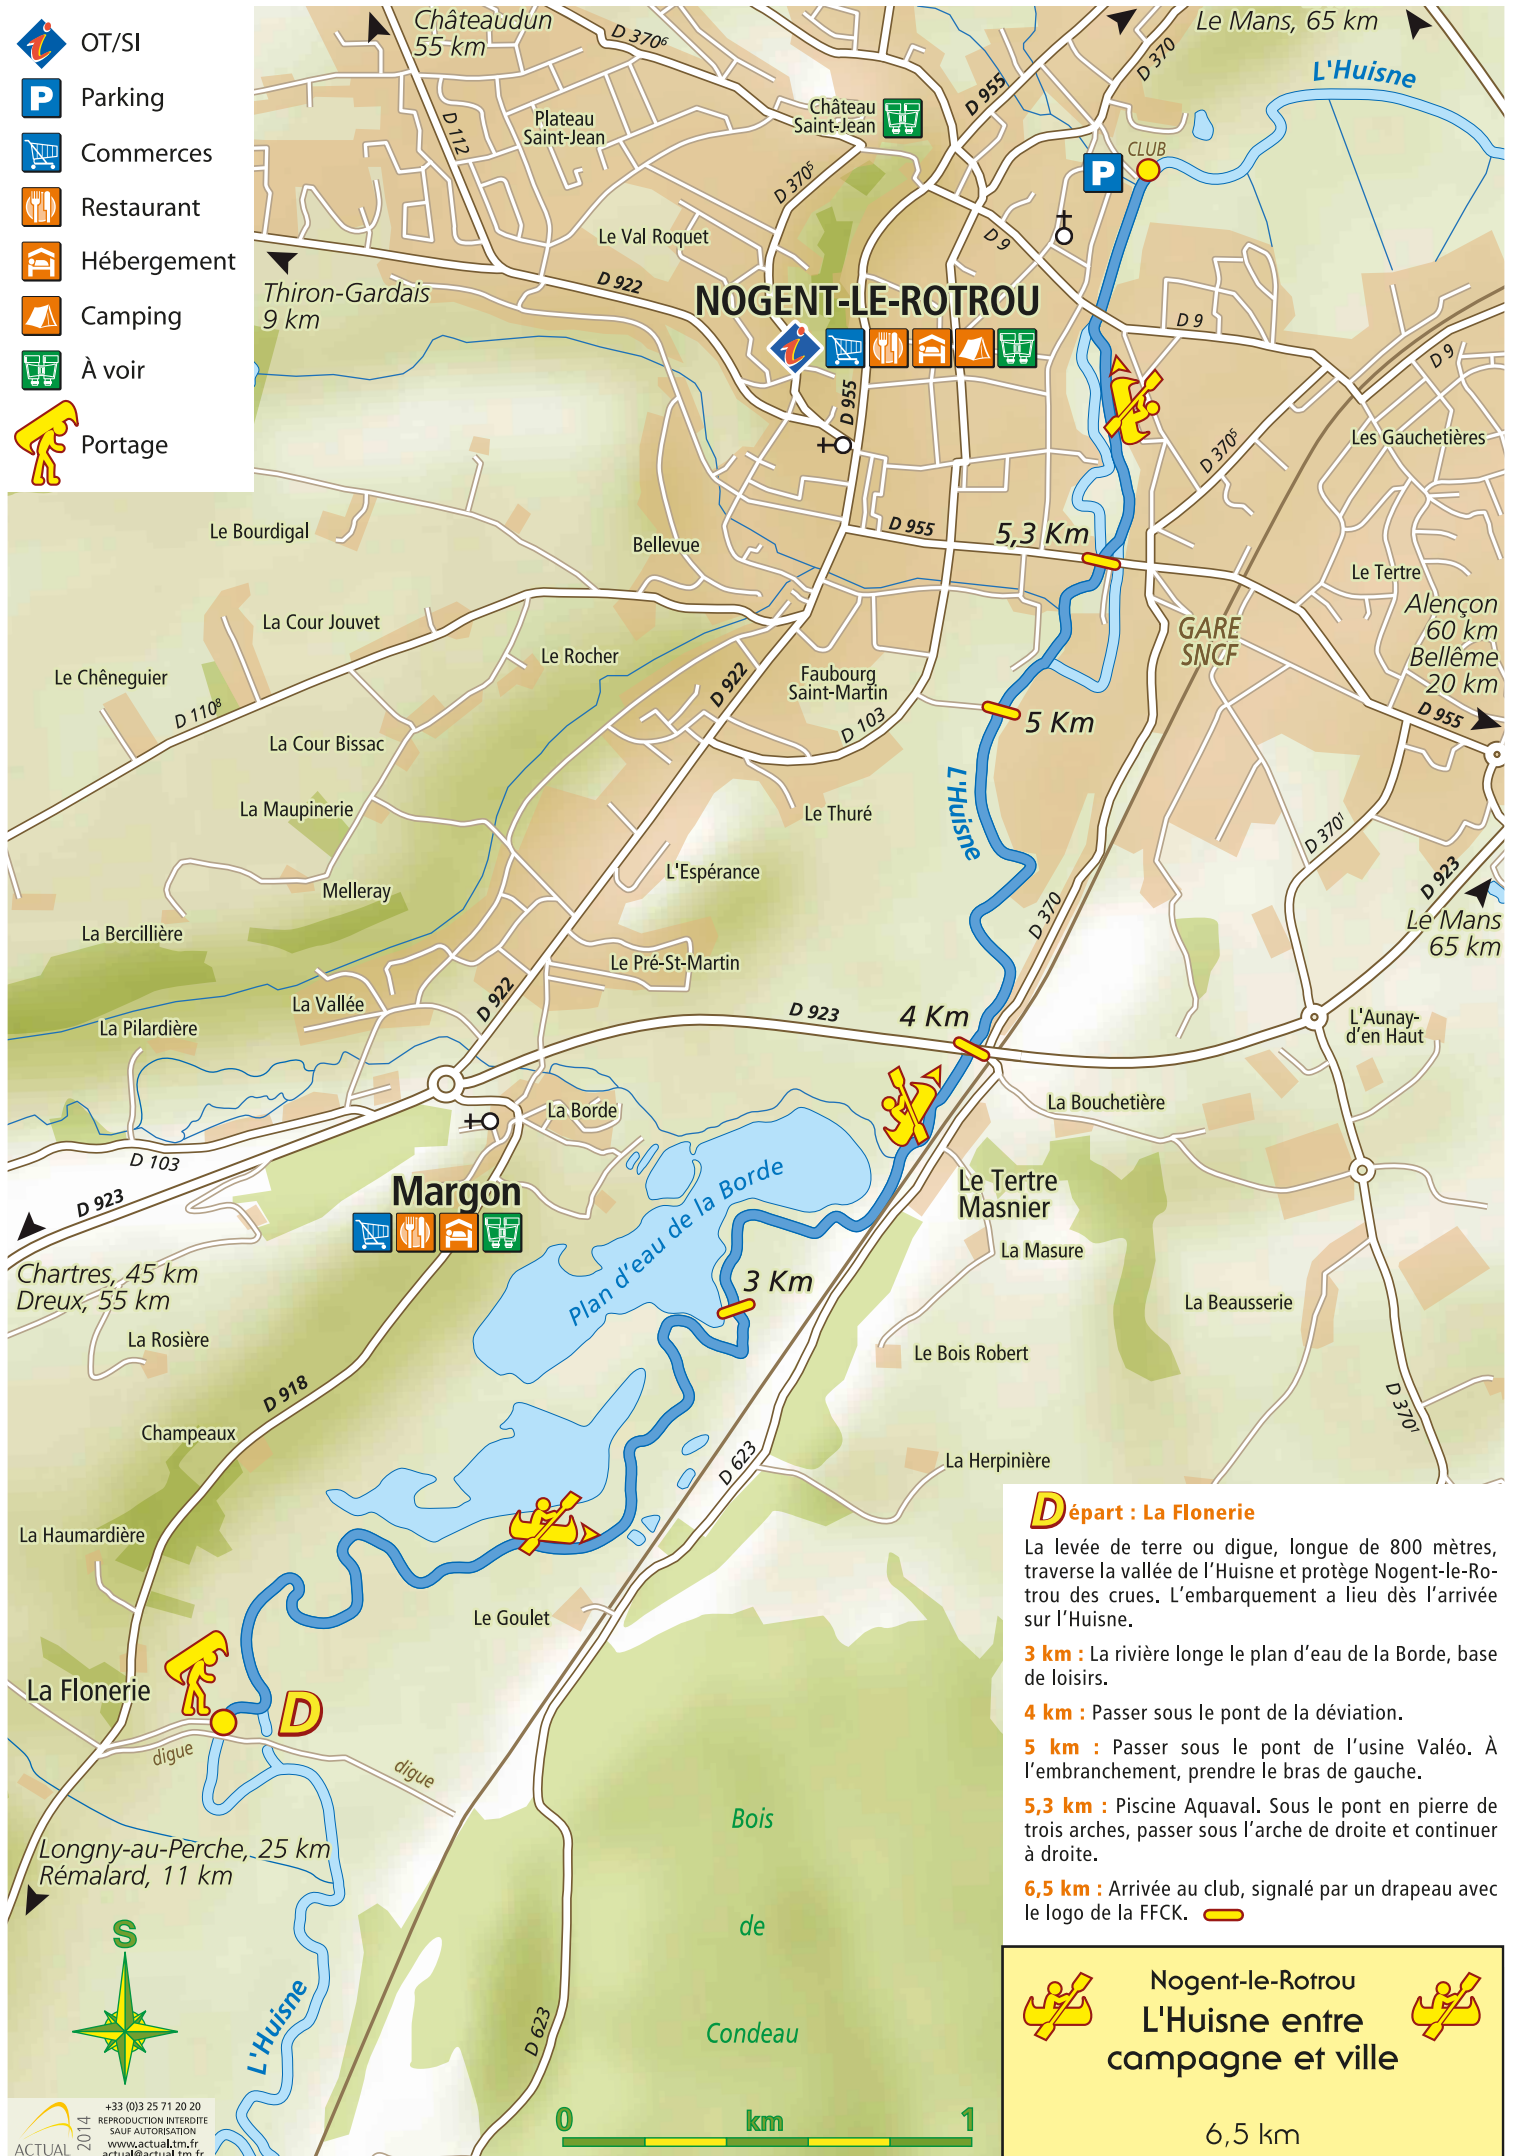 OT/SI
Parking
Commerces
Restaurant
Hébergement
Camping
À voir
Portage
Châteaudun
55 km
D 370⁶
D 955
D 370
Le Mans, 65 km
L'Huisne
D 112
Plateau
Saint-Jean
Château
Saint-Jean
CLUB
P
D 370⁵
Le Val Roquet
D 9
Thiron-Gardais
9 km
D 922
NOGENT-LE-ROTROU
D 9
D 9
D 955
D 370⁵
Les Gauchetières
Le Bourdigal
Bellevue
D 955
5,3 Km
Le Tertre
La Cour Jouvet
Alençon
60 km
Bellême
20 km
GARE
SNCF
Le Rocher
Le Chêneguier
D 922
Faubourg
Saint-Martin
D 110⁸
D 103
5 Km
D 955
La Cour Bissac
La Maupinerie
Le Thuré
L'Huisne
D 370¹
L'Espérance
Melleray
D 370
D 923
Le Mans
65 km
La Bercillière
Le Pré-St-Martin
La Vallée
D 922
D 923
4 Km
La Pilardière
L'Aunay-
d'en Haut
La Borde
La Bouchetière
D 103
D 923
Margon
Plan d'eau de la Borde
Le Tertre
Masnier
La Masure
Chartres, 45 km
Dreux, 55 km
3 Km
La Beausserie
La Rosière
Le Bois Robert
D 918
D 370¹
Champeaux
D 623
La Herpinière
La Haumardière
Le Goulet
La Flonerie
D
digue
digue
Longny-au-Perche, 25 km
Rémalard, 11 km
Bois
de
Condeau
S
L'Huisne
D 623
0 km 1
Départ : La Flonerie
La levée de terre ou digue, longue de 800 mètres,
traverse la vallée de l'Huisne et protège Nogent-le-Ro-
trou des crues. L'embarquement a lieu dès l'arrivée
sur l'Huisne.
3 km : La rivière longe le plan d'eau de la Borde, base
de loisirs.
4 km : Passer sous le pont de la déviation.
5 km : Passer sous le pont de l'usine Valéo. À
l'embranchement, prendre le bras de gauche.
5,3 km : Piscine Aquaval. Sous le pont en pierre de
trois arches, passer sous l'arche de droite et continuer
à droite.
6,5 km : Arrivée au club, signalé par un drapeau avec
le logo de la FFCK.
Nogent-le-Rotrou
L'Huisne entre
campagne et ville
6,5 km
ACTUAL
2014
+33 (0)3 25 71 20 20
REPRODUCTION INTERDITE
SAUF AUTORISATION
www.actual.tm.fr
actual@actual.tm.fr